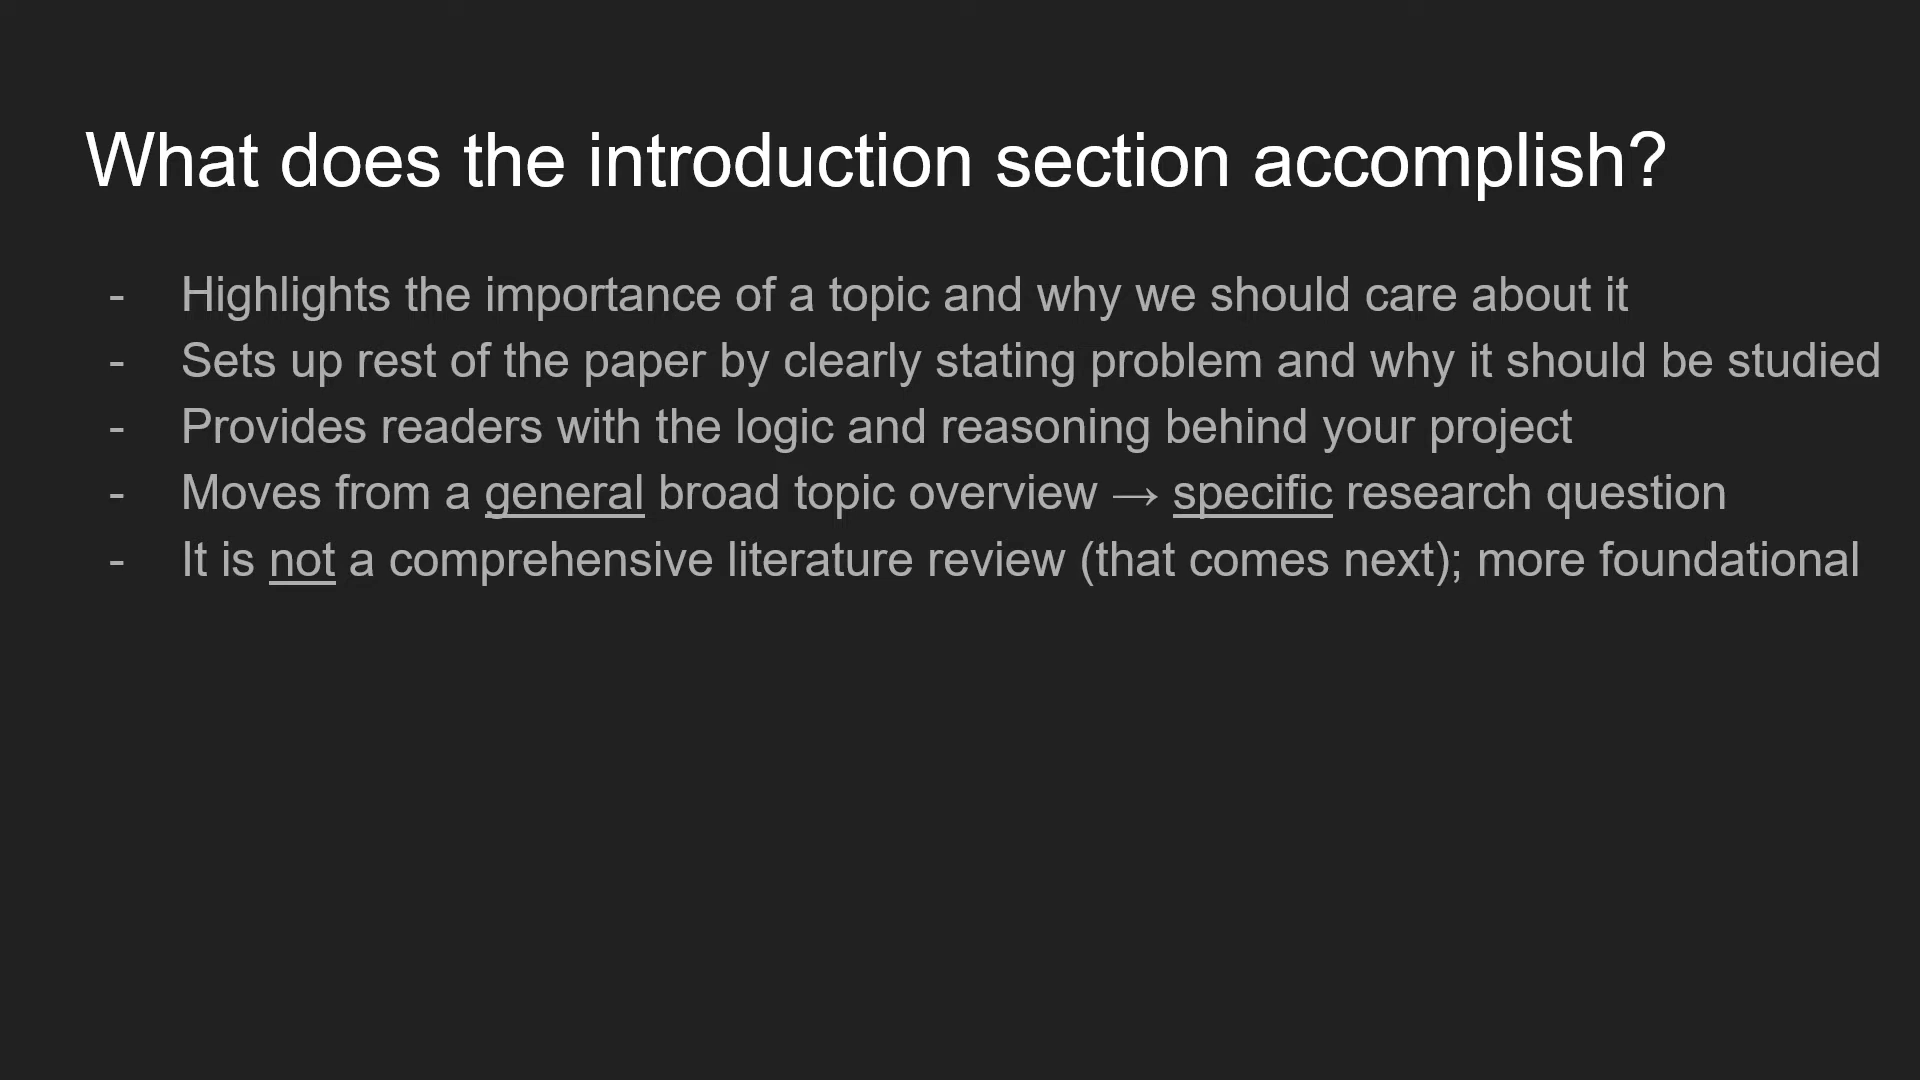 What does the introduction section accomplish?
- Highlights the importance of a topic and why we should care about it
- Sets up rest of the paper by clearly stating problem and why it should be studied
- Provides readers with the logic and reasoning behind your project
- Moves from a general broad topic overview → specific research question
- It is not a comprehensive literature review (that comes next); more foundational